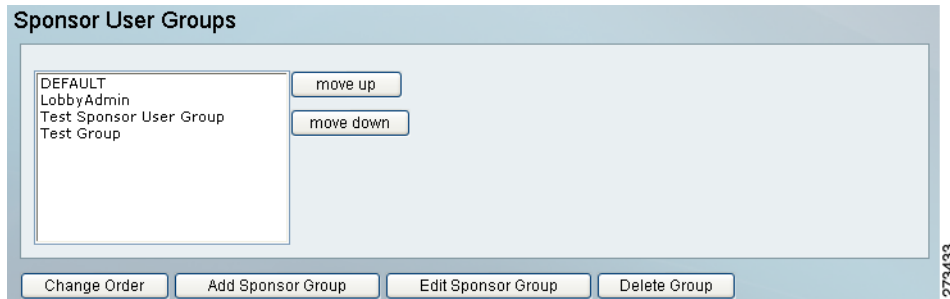 Sponsor User Groups
DEFAULT
LobbyAdmin
Test Sponsor User Group
Test Group
move up
move down
Change Order
Add Sponsor Group
Edit Sponsor Group
Delete Group
273433